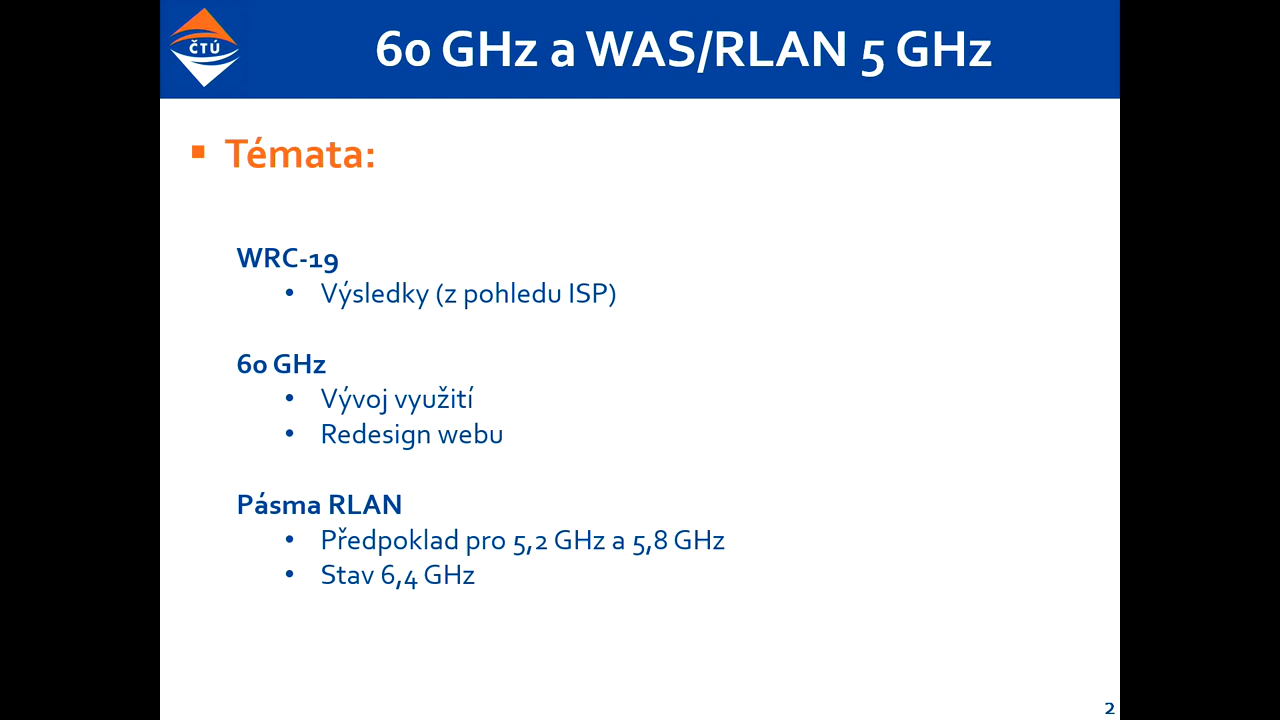 ČTÚ
60 GHz a WAS/RLAN 5 GHz
Témata:
WRC-19
• Výsledky (z pohledu ISP)
60 GHz
• Vývoj využití
• Redesign webu
Pásma RLAN
• Předpoklad pro 5,2 GHz a 5,8 GHz
• Stav 6,4 GHz
2